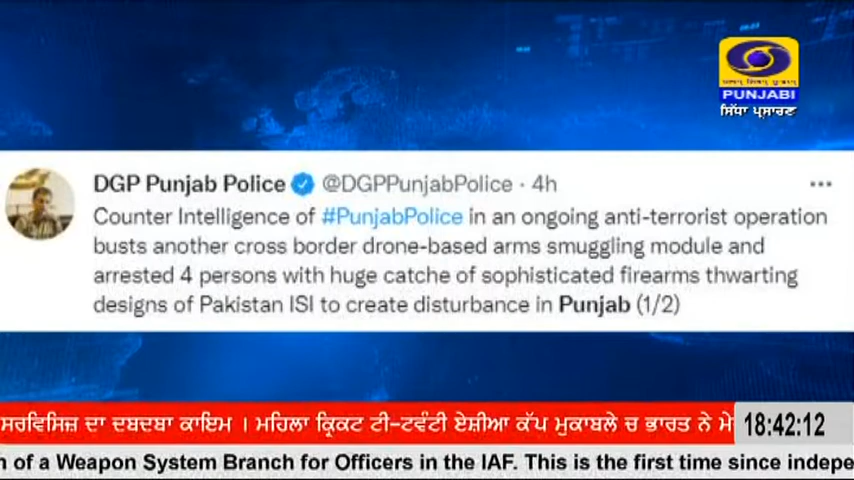 PUNJABI
ਸਿੱਧਾ ਪ੍ਰਸਾਰਣ
DGP Punjab Police @DGPPunjabPolice · 4h
Counter Intelligence of #PunjabPolice in an ongoing anti-terrorist operation
busts another cross border drone-based arms smuggling module and
arrested 4 persons with huge catche of sophisticated firearms thwarting
designs of Pakistan ISI to create disturbance in Punjab (1/2)
ਸਰਵਿਸਿਜ਼ ਦਾ ਦਬਦਬਾ ਕਾਇਮ । ਮਹਿਲਾ ਕ੍ਰਿਕਟ ਟੀ-ਟਵੰਟੀ ਏਸ਼ੀਆ ਕੱਪ ਮੁਕਾਬਲੇ ਚ ਭਾਰਤ ਨੇ ਮੇ
18:42:12
n of a Weapon System Branch for Officers in the IAF. This is the first time since indepe